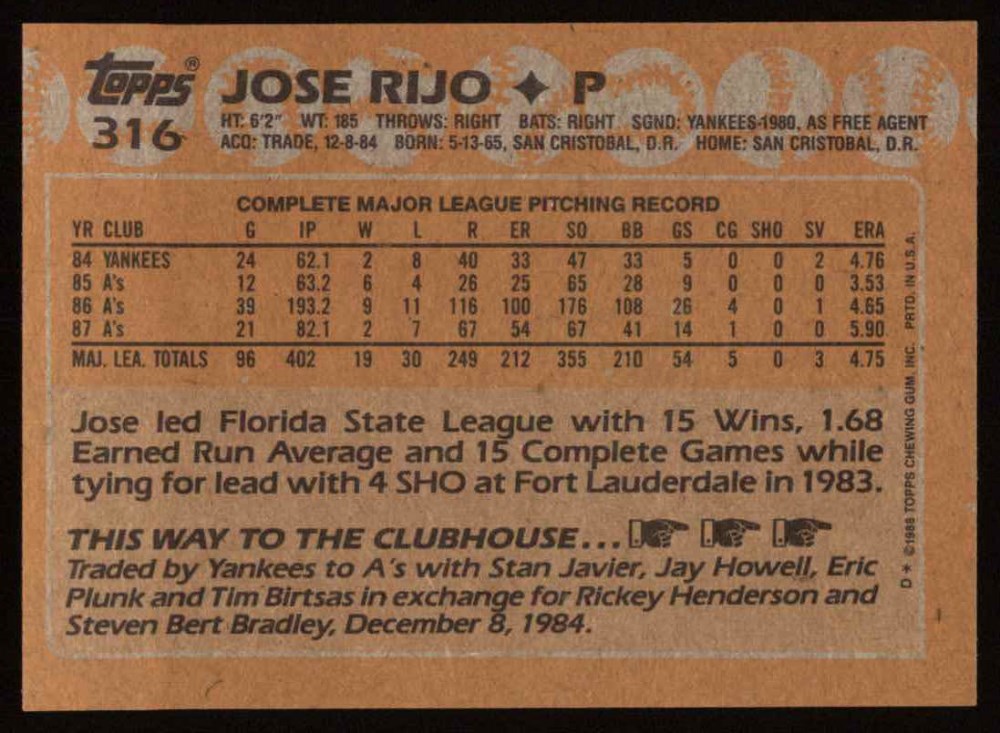 topps® JOSE RIJO ✦ P
316 HT: 6'2" WT: 185 THROWS: RIGHT BATS: RIGHT SGND: YANKEES-1980, AS FREE AGENT
ACQ: TRADE, 12-8-84 BORN: 5-13-65, SAN CRISTOBAL, D.R. HOME: SAN CRISTOBAL, D.R.
COMPLETE MAJOR LEAGUE PITCHING RECORD
YR CLUB G IP W L R ER SO BB GS CG SHO SV ERA
84 YANKEES 24 62.1 2 8 40 33 47 33 5 0 0 2 4.76
85 A's 12 63.2 6 4 26 25 65 28 9 0 0 0 3.53
86 A's 39 193.2 9 11 116 100 176 108 26 4 0 1 4.65
87 A's 21 82.1 2 7 67 54 67 41 14 1 0 0 5.90
MAJ. LEA. TOTALS 96 402 19 30 249 212 355 210 54 5 0 3 4.75
Jose led Florida State League with 15 Wins, 1.68
Earned Run Average and 15 Complete Games while
tying for lead with 4 SHO at Fort Lauderdale in 1983.
THIS WAY TO THE CLUBHOUSE...
Traded by Yankees to A's with Stan Javier, Jay Howell, Eric
Plunk and Tim Birtsas in exchange for Rickey Henderson and
Steven Bert Bradley, December 8, 1984.
D* ©1988 TOPPS CHEWING GUM, INC. PRTD. IN U.S.A.